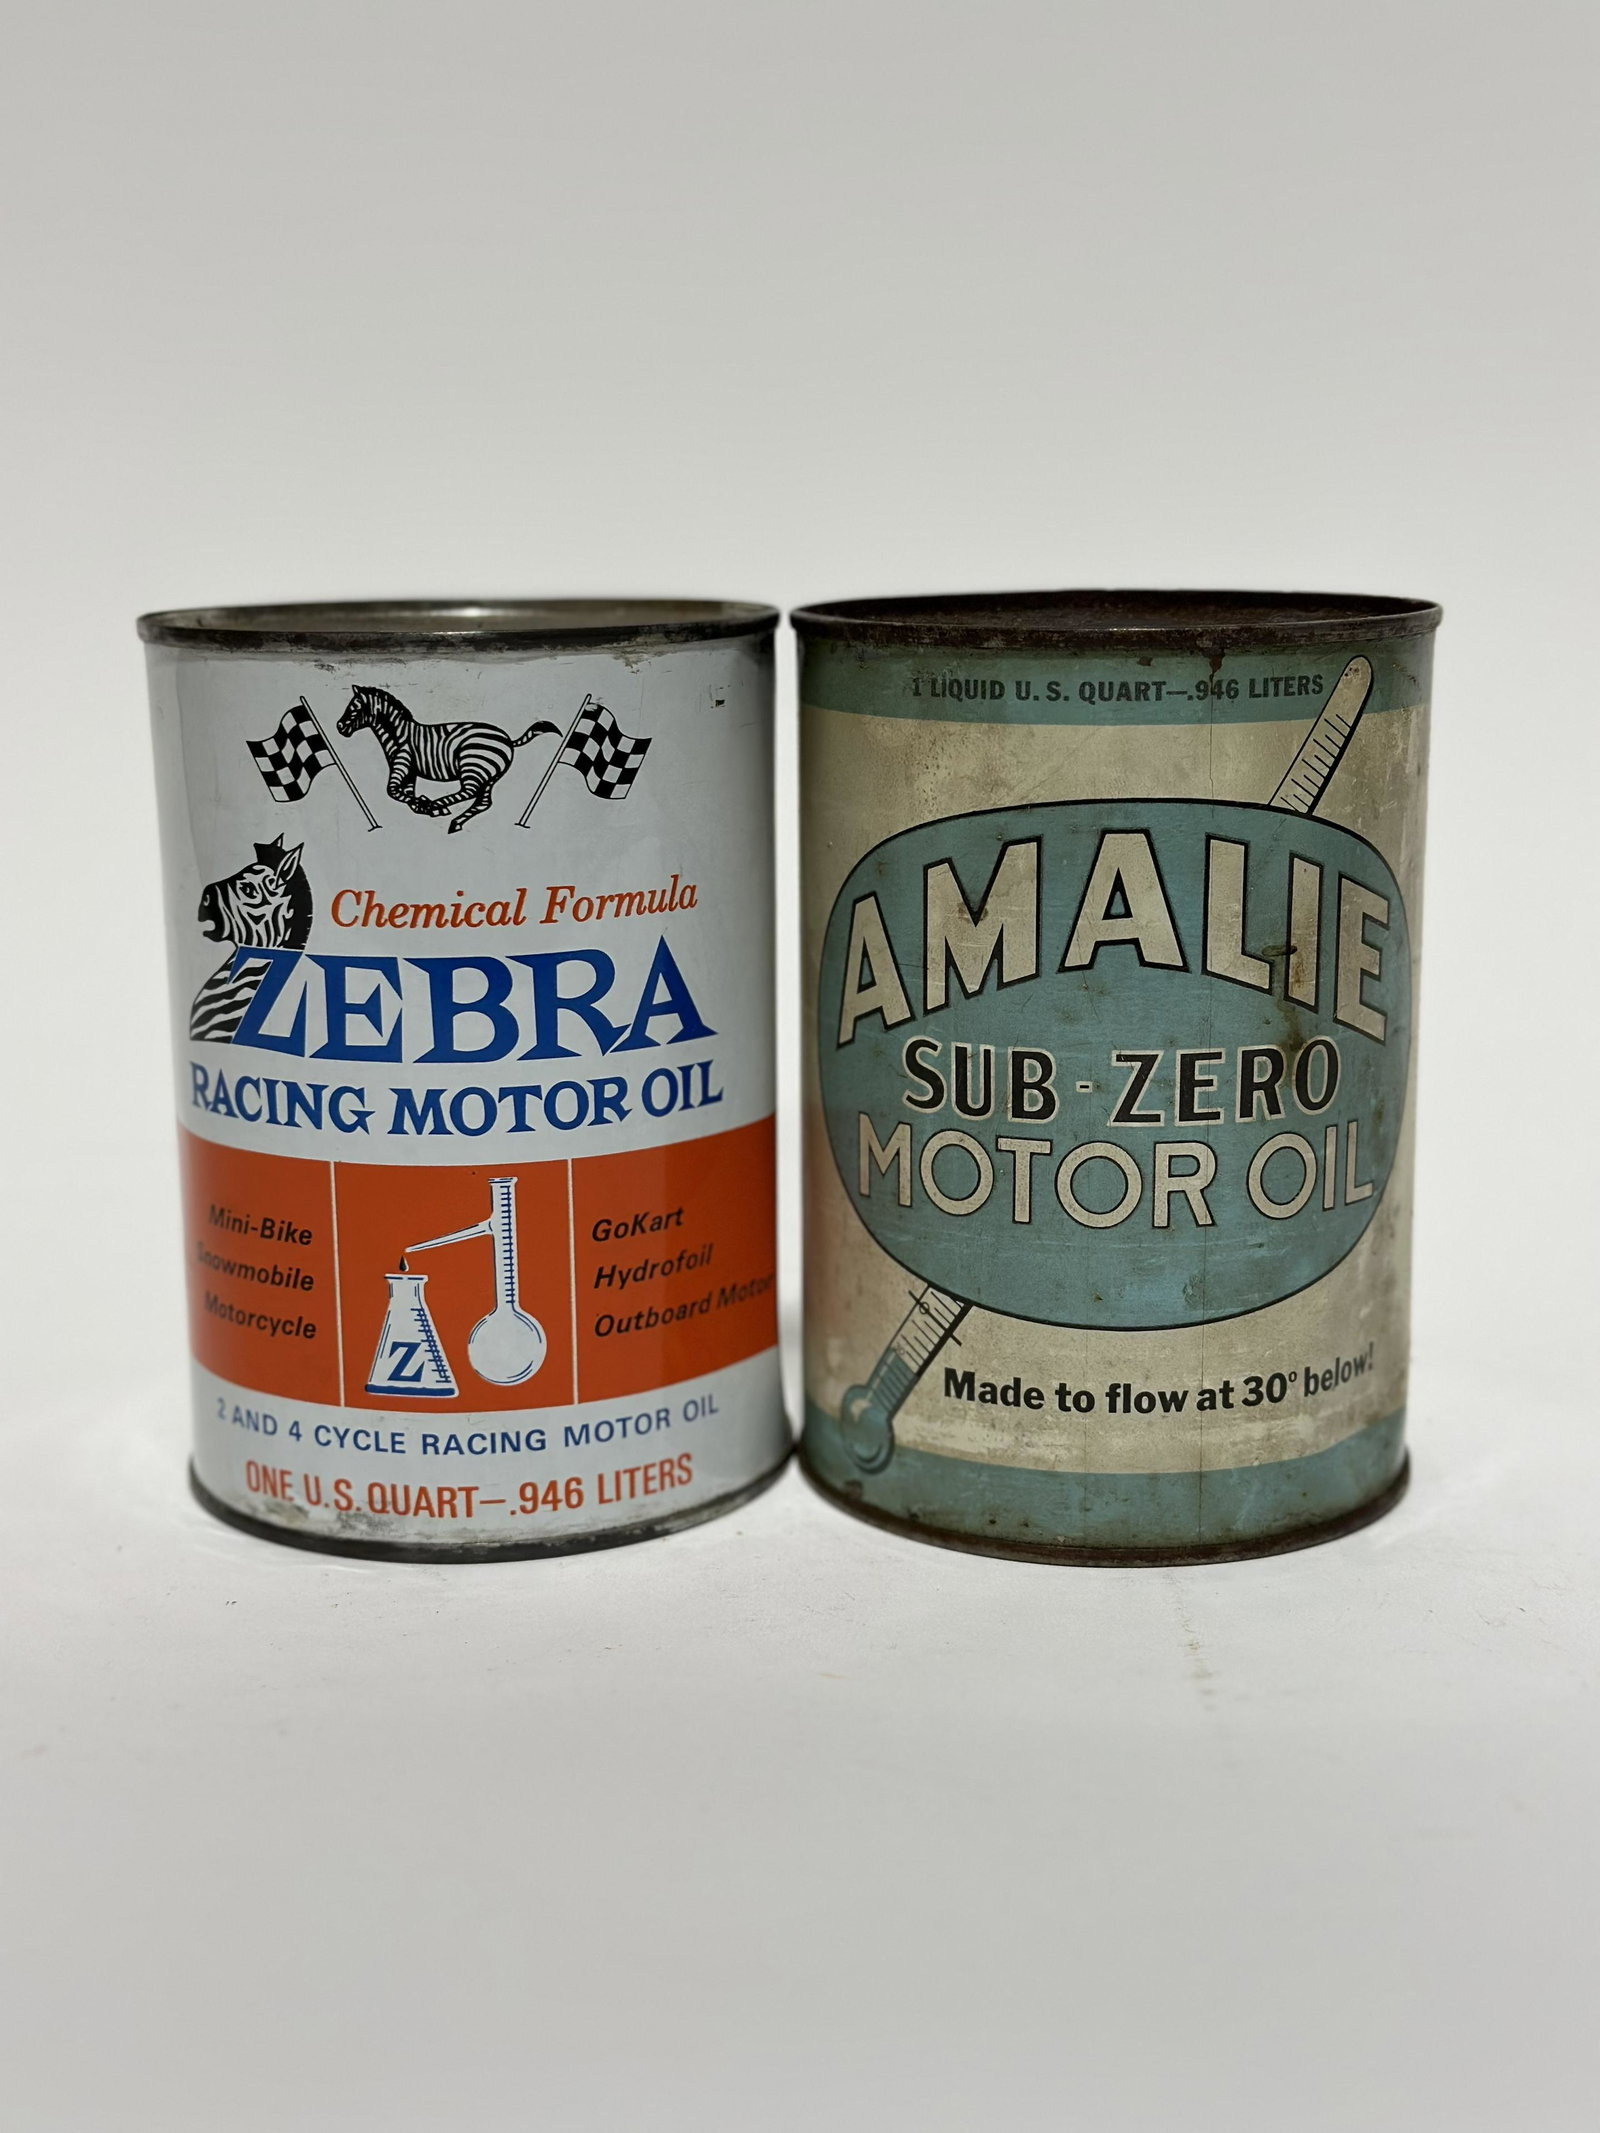 Chemical Formula
ZEBRA
RACING MOTOR OIL
Mini-Bike
Snowmobile
Motorcycle
Z
GoKart
Hydrofoil
Outboard Motor
2 AND 4 CYCLE RACING MOTOR OIL
ONE U.S. QUART—.946 LITERS
1 LIQUID U. S. QUART—.946 LITERS
AMALIE
SUB-ZERO
MOTOR OIL
Made to flow at 30° below!